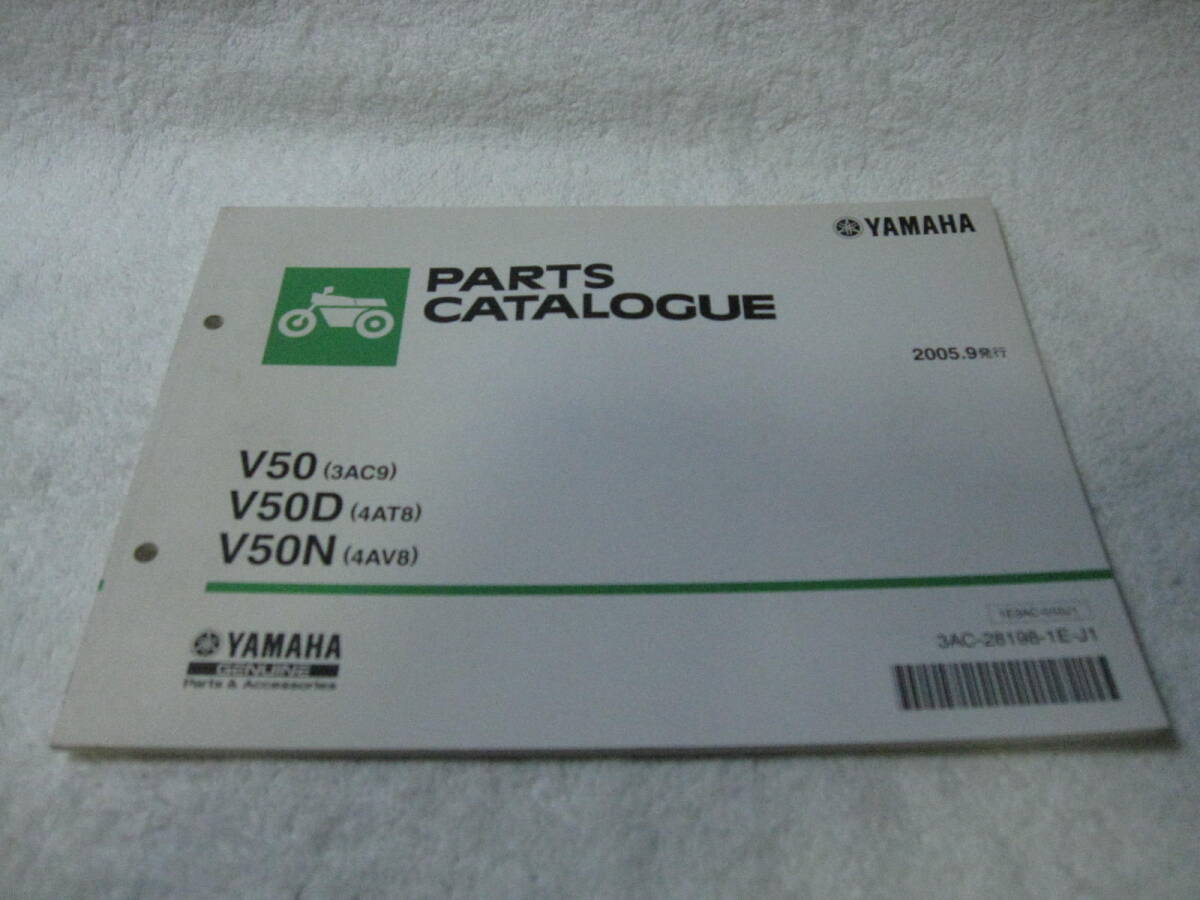 YAMAHA
PARTS
CATALOGUE
2005.9発行
V50 (3AC9)
V50D (4AT8)
V50N (4AV8)
3AC-28198-1E-J1
YAMAHA
GENUINE
Parts & Accessories